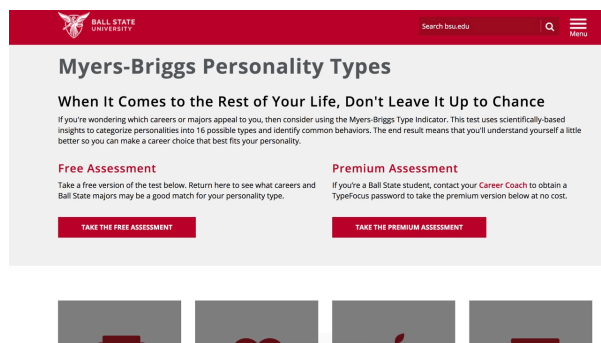 BALL STATE
UNIVERSITY
Search bsu.edu
Menu
Myers-Briggs Personality Types
When It Comes to the Rest of Your Life, Don't Leave It Up to Chance
If you're wondering which careers or majors appeal to you, then consider using the Myers-Briggs Type Indicator. This test uses scientifically-based
insights to categorize personalities into 16 possible types and identify common behaviors. The end result means that you'll understand yourself a little
better so you can make a career choice that best fits your personality.
Free Assessment
Take a free version of the test below. Return here to see what careers and
Ball State majors may be a good match for your personality type.
TAKE THE FREE ASSESSMENT
Premium Assessment
If you're a Ball State student, contact your Career Coach to obtain a
TypeFocus password to take the premium version below at no cost.
TAKE THE PREMIUM ASSESSMENT